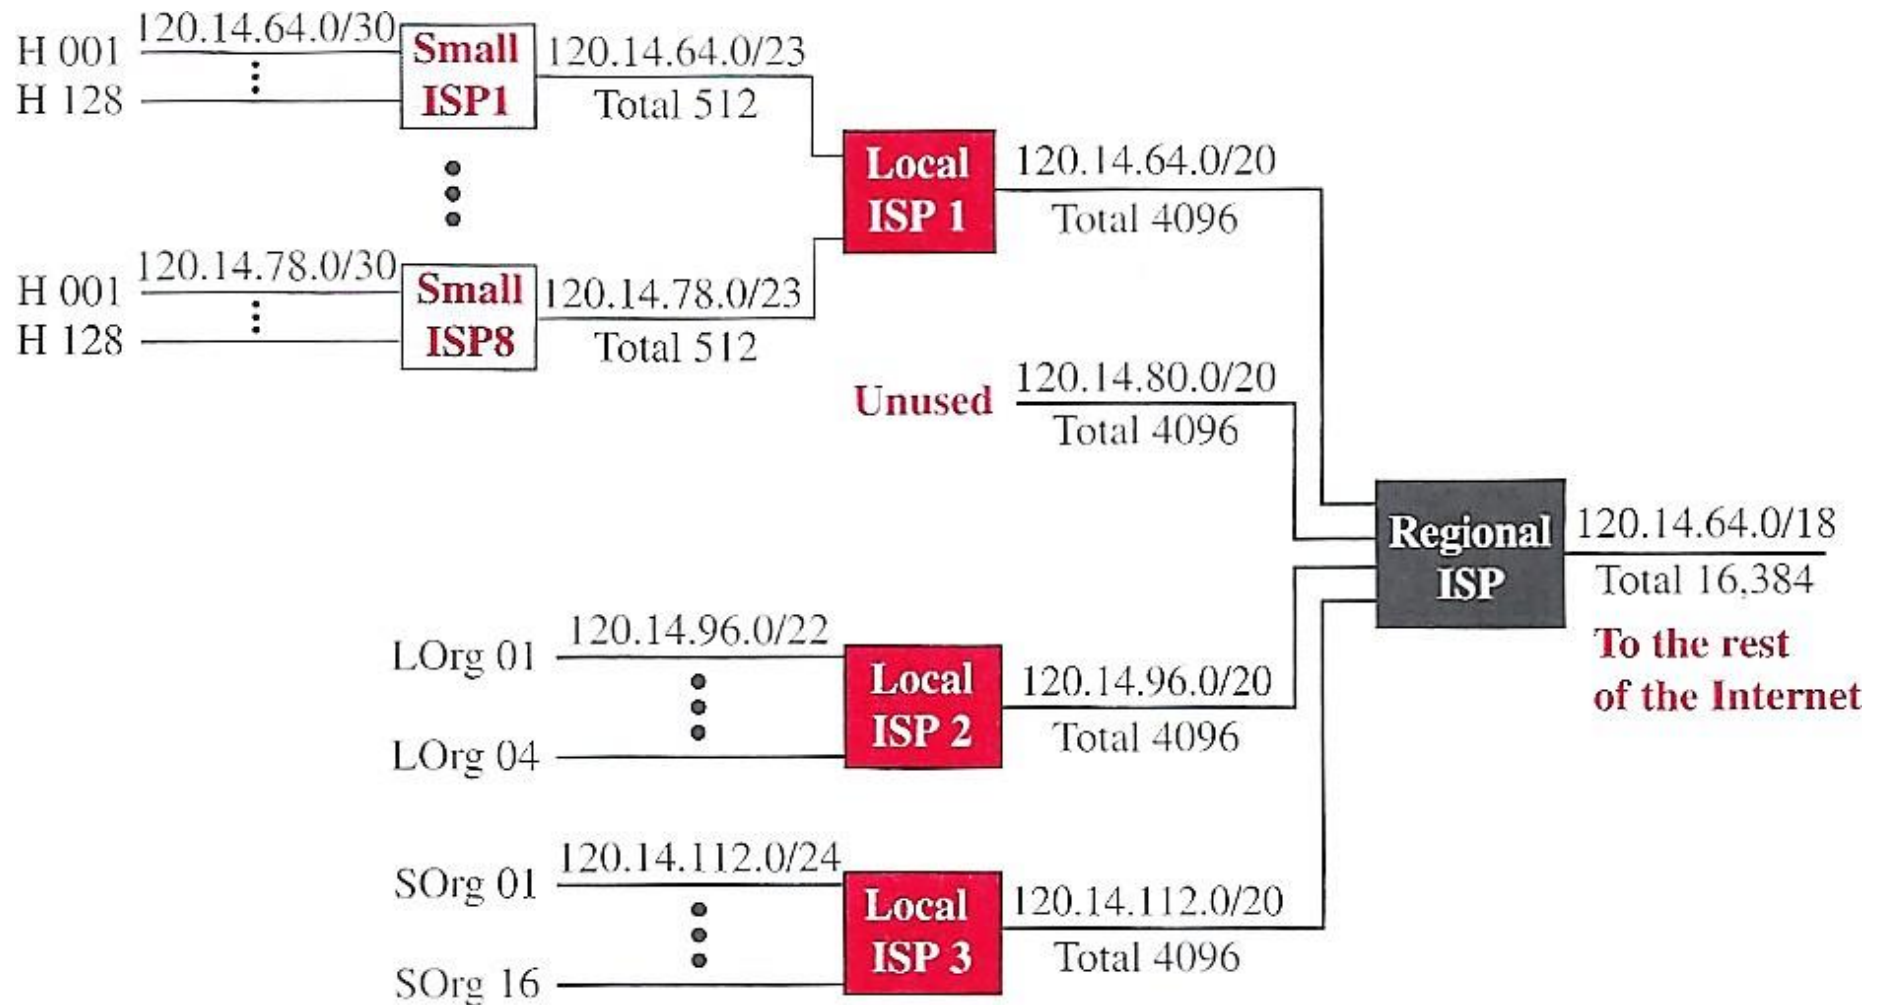 H 001
120.14.64.0/30
H 128
Small
ISP1
120.14.64.0/23
Total 512
H 001
120.14.78.0/30
H 128
Small
ISP8
120.14.78.0/23
Total 512
Local
ISP 1
120.14.64.0/20
Total 4096
Unused
120.14.80.0/20
Total 4096
LOrg 01
120.14.96.0/22
LOrg 04
Local
ISP 2
120.14.96.0/20
Total 4096
SOrg 01
120.14.112.0/24
SOrg 16
Local
ISP 3
120.14.112.0/20
Total 4096
Regional
ISP
120.14.64.0/18
Total 16,384
To the rest
of the Internet